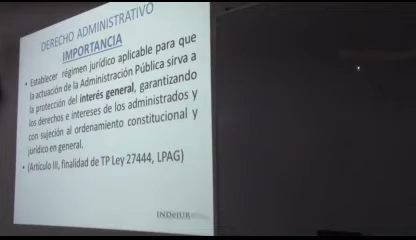 DERECHO ADMINISTRATIVO
IMPORTANCIA
• Establecer régimen jurídico aplicable para que
la actuación de la Administración Pública sirva a
la protección del interés general, garantizando
los derechos e intereses de los administrados y
con sujeción al ordenamiento constitucional y
jurídico en general.
• (Artículo III, finalidad de TP Ley 27444, LPAG)
INDeJUR